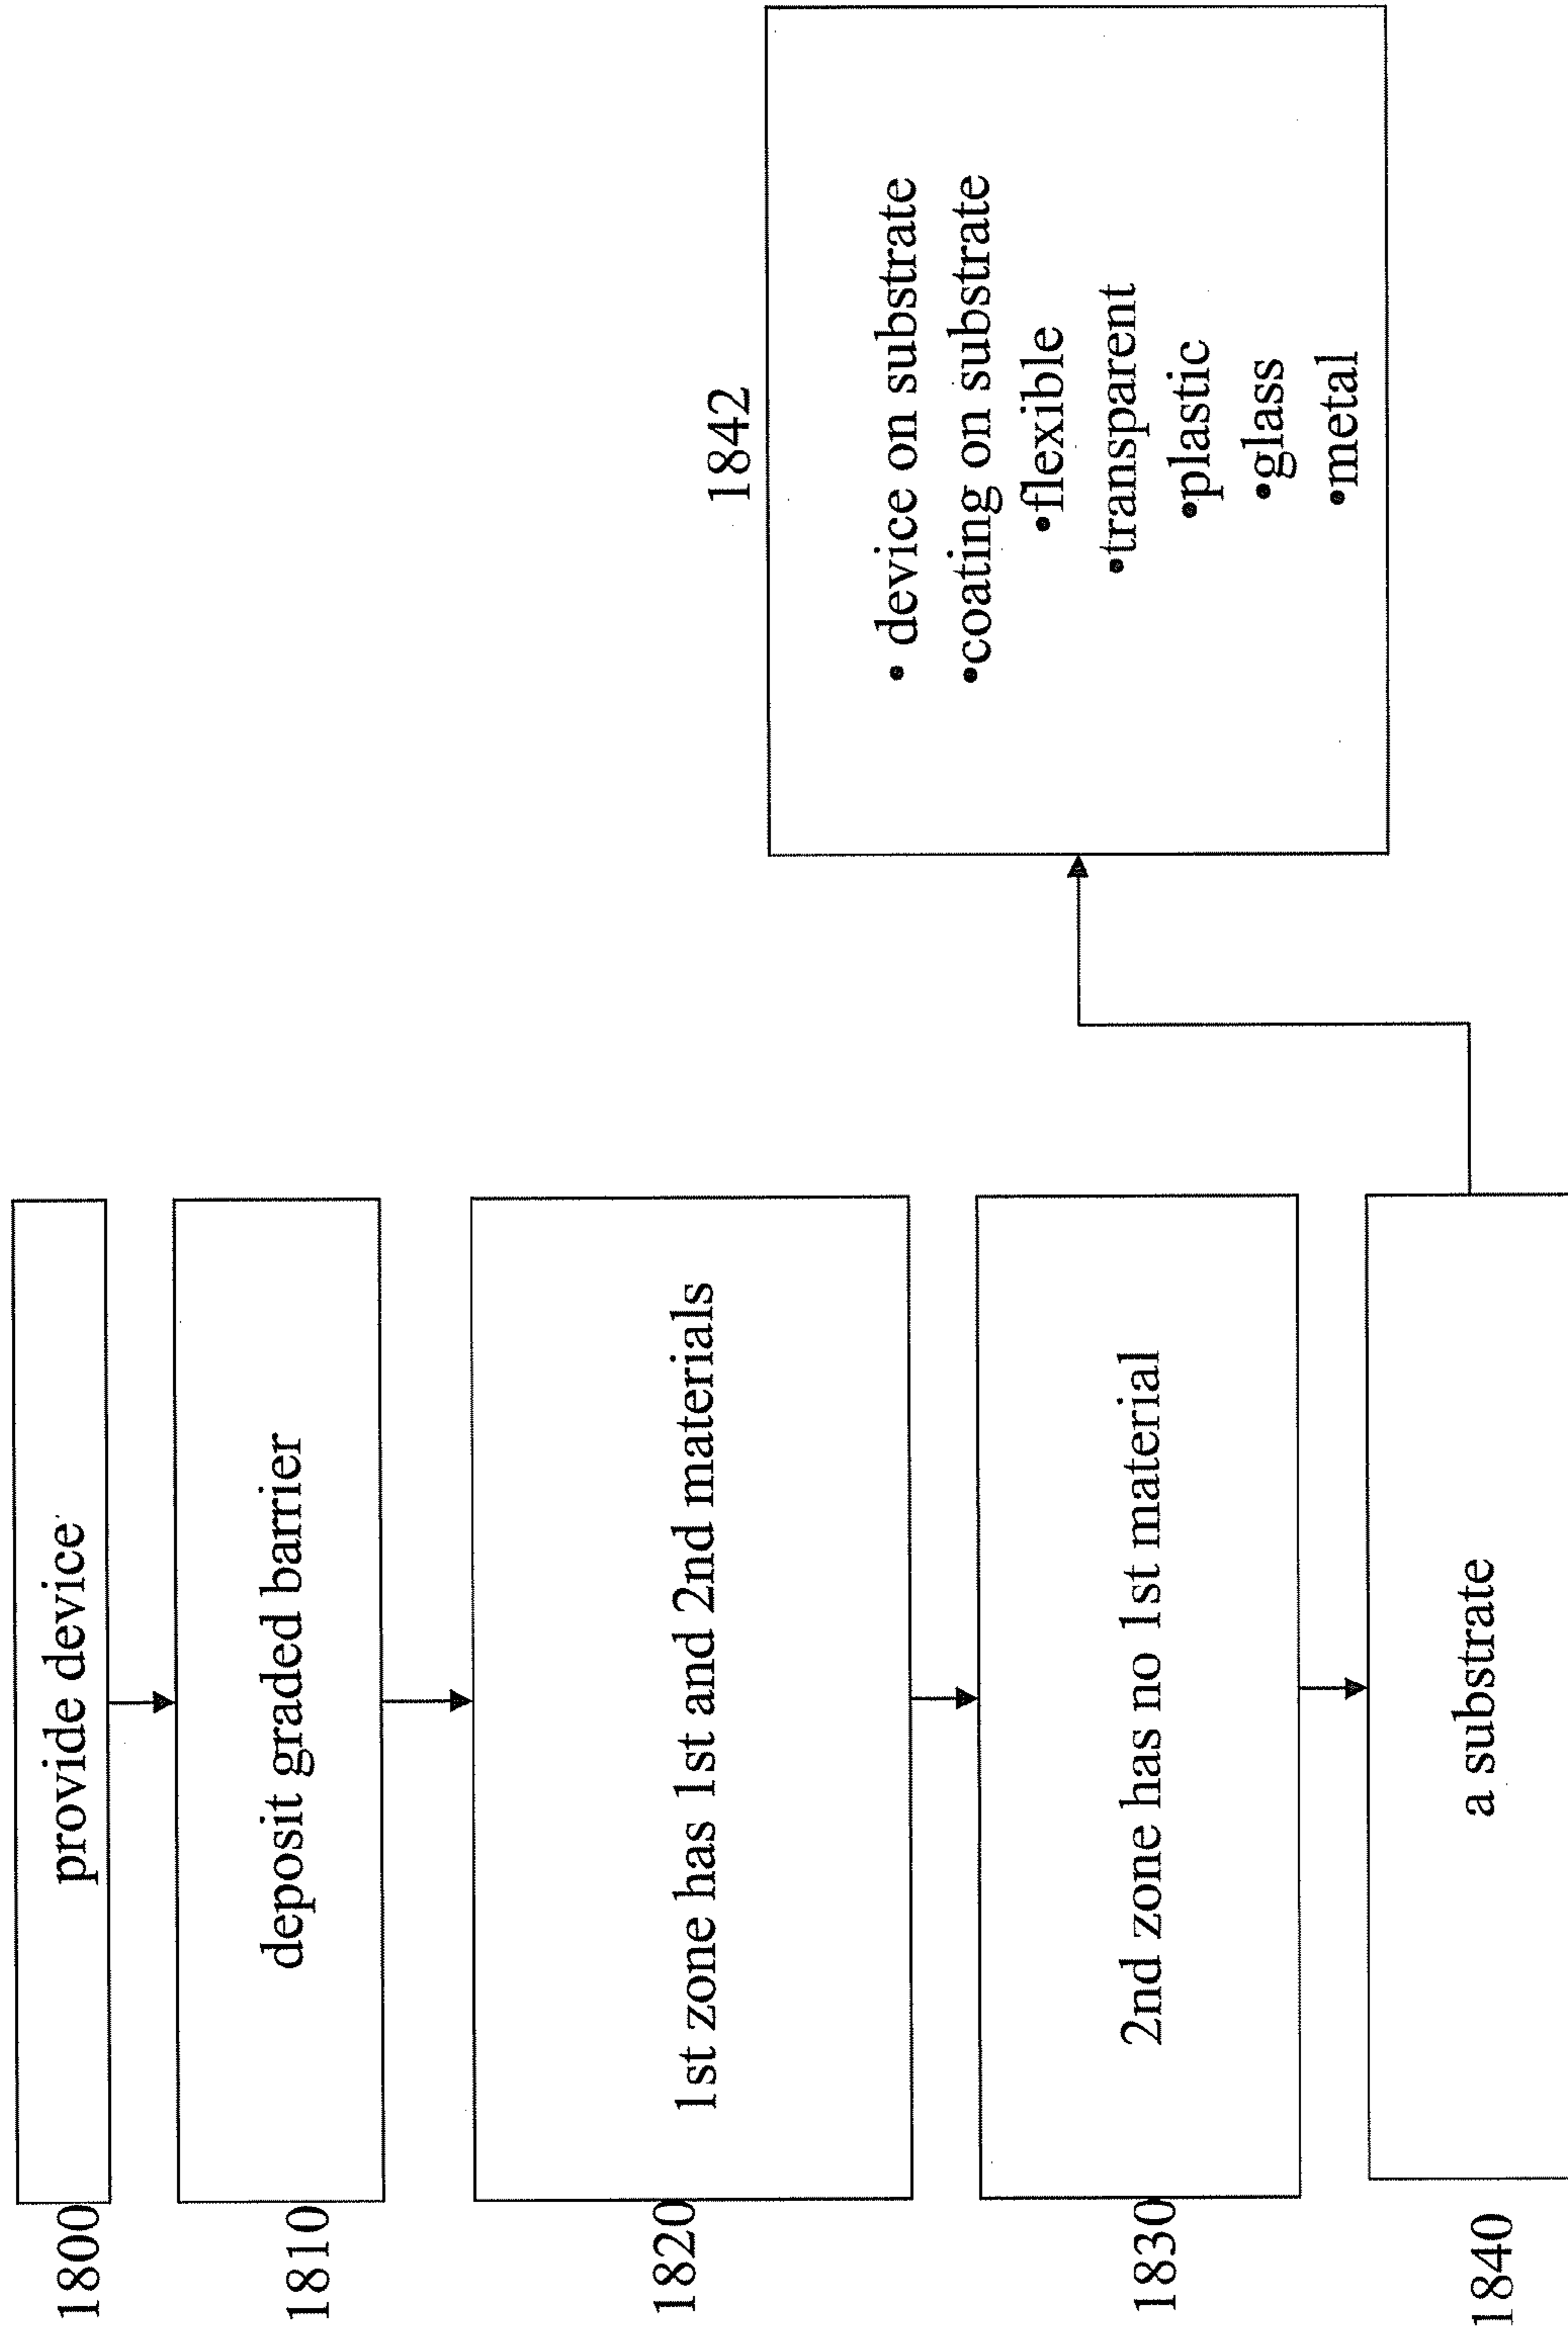 1800
provide device
1810
deposit graded barrier
1820
1st zone has 1st and 2nd materials
1830
2nd zone has no 1st material
1840
a substrate
1842
• device on substrate
•coating on substrate
•flexible
•transparent
•plastic
•glass
•metal